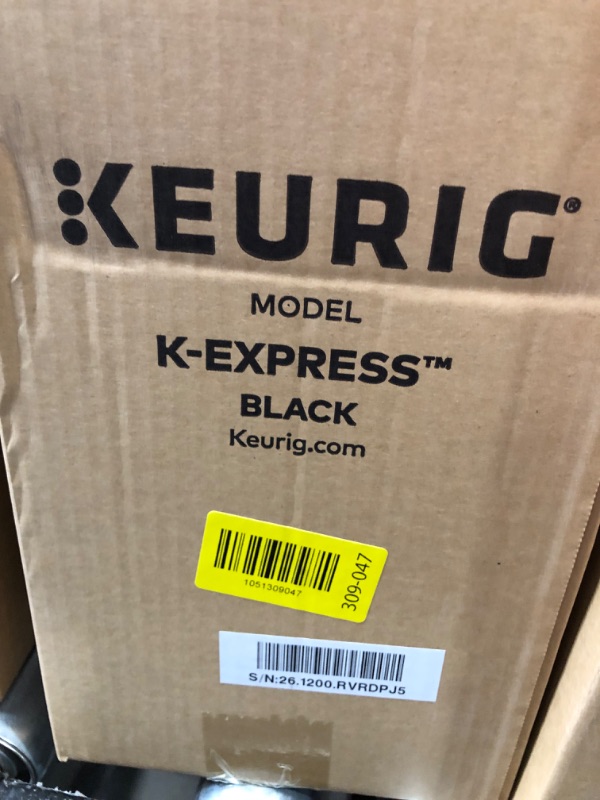 KEURIG®
MODEL
K-EXPRESS™
BLACK
Keurig.com
1051309047
309-047
S/N:26.1200.RVRDPJ5